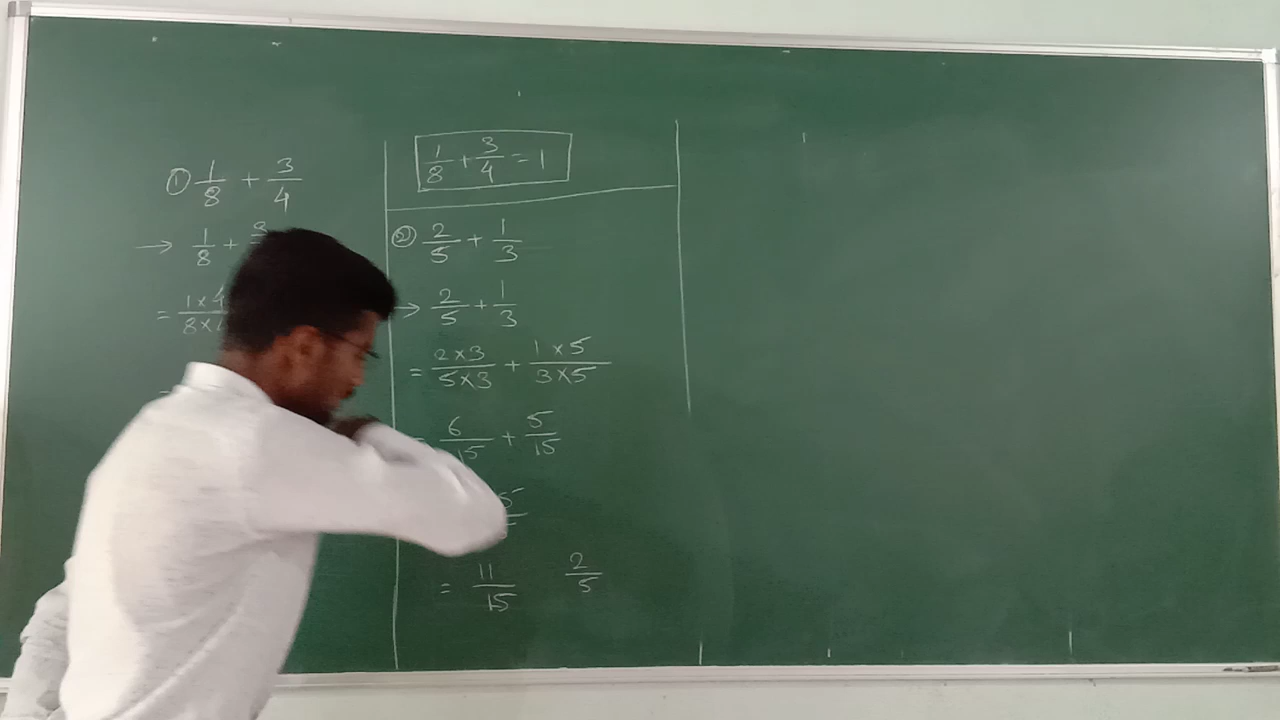 ① 1/8 + 3/4
→ 1/8 +
= 1×4/8×4
=
1/8 + 3/4 = 1
② 2/5 + 1/3
→ 2/5 + 1/3
= 2×3/5×3 + 1×5/3×5
= 6/15 + 5/15
5
= 11/15 2/5